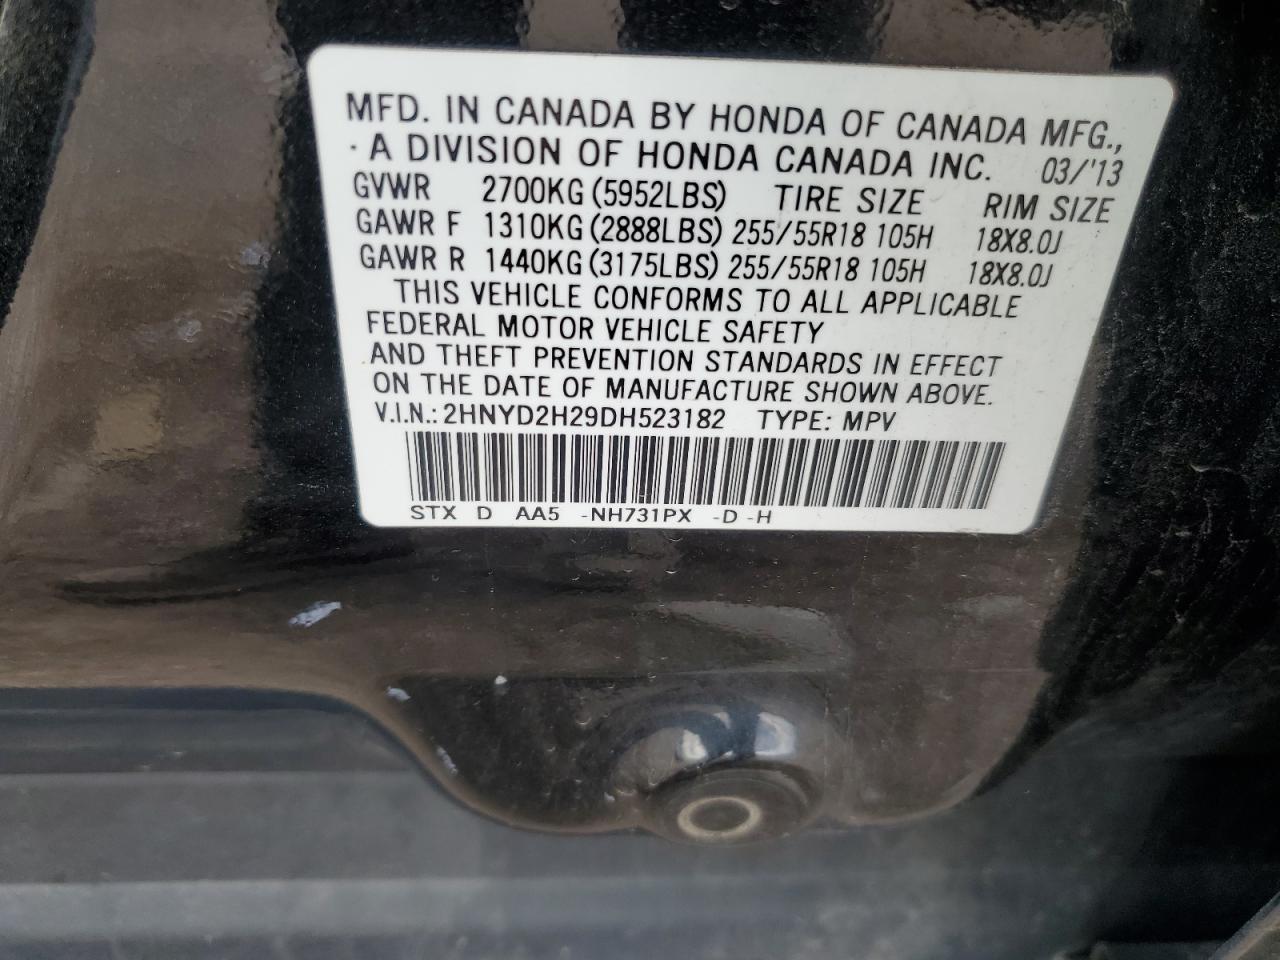 MFD. IN CANADA BY HONDA OF CANADA MFG.,
A DIVISION OF HONDA CANADA INC. 03/'13
GVWR 2700KG (5952LBS) TIRE SIZE RIM SIZE
GAWR F 1310KG (2888LBS) 255/55R18 105H 18X8.0J
GAWR R 1440KG (3175LBS) 255/55R18 105H 18X8.0J
THIS VEHICLE CONFORMS TO ALL APPLICABLE
FEDERAL MOTOR VEHICLE SAFETY
AND THEFT PREVENTION STANDARDS IN EFFECT
ON THE DATE OF MANUFACTURE SHOWN ABOVE.
V.I.N.: 2HNYD2H29DH523182 TYPE: MPV
STX D AA5 -NH731PX -D -H